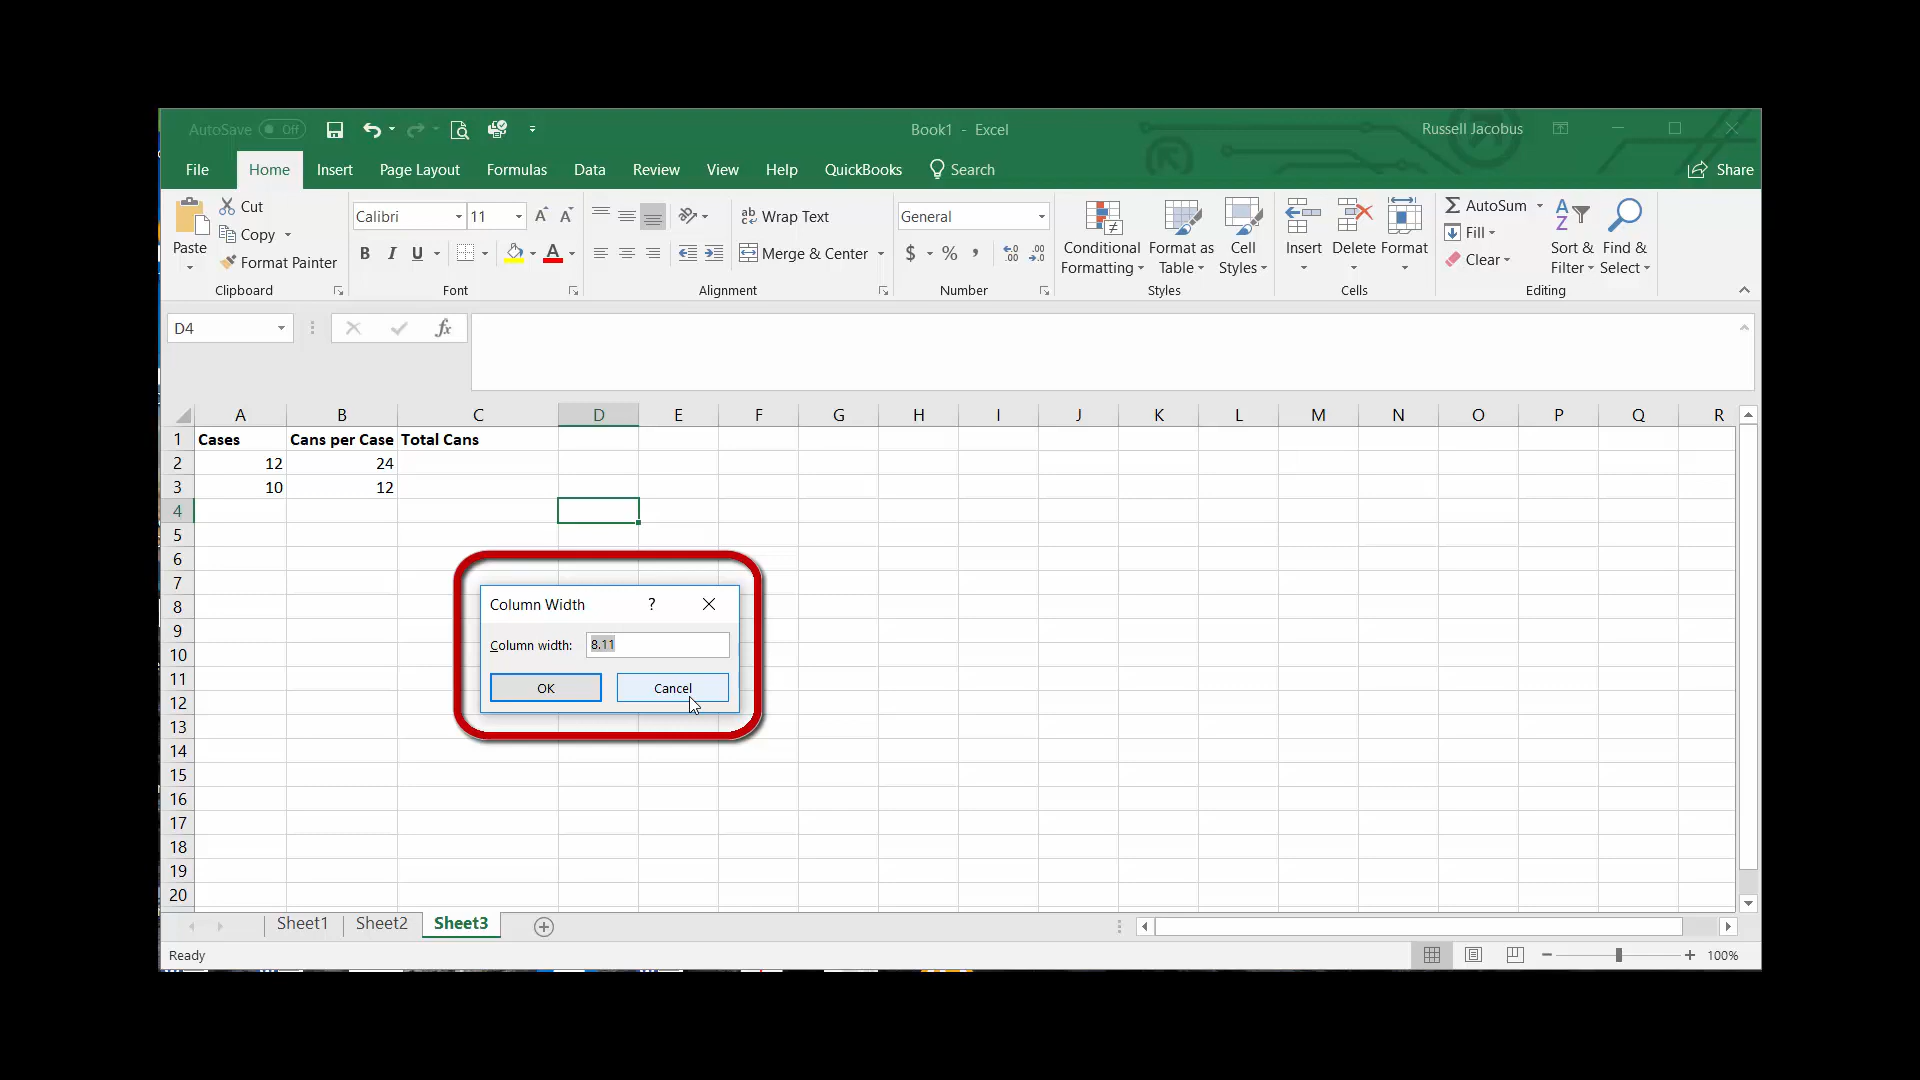 AutoSave Off
Book1 - Excel
Russell Jacobus
File Home Insert Page Layout Formulas Data Review View Help QuickBooks Search Share
Paste
Cut
Copy
Format Painter
Clipboard
Calibri 11
B I U A
Font
ab Wrap Text
Merge & Center
Alignment
General
$ % , .00 .00
Number
Conditional Formatting
Format as Table
Cell Styles
Styles
Insert Delete Format
Cells
AutoSum
Fill
Clear
Sort & Filter
Find & Select
Editing
D4 fx
A B C D E F G H I J K L M N O P Q R
1 Cases Cans per Case Total Cans
2 12 24
3 10 12
4
5
6
7
8
9
10
11
12
13
14
15
16
17
18
19
20
Column Width ?
Column width: 8.11
OK Cancel
Sheet1 Sheet2 Sheet3
Ready
100%